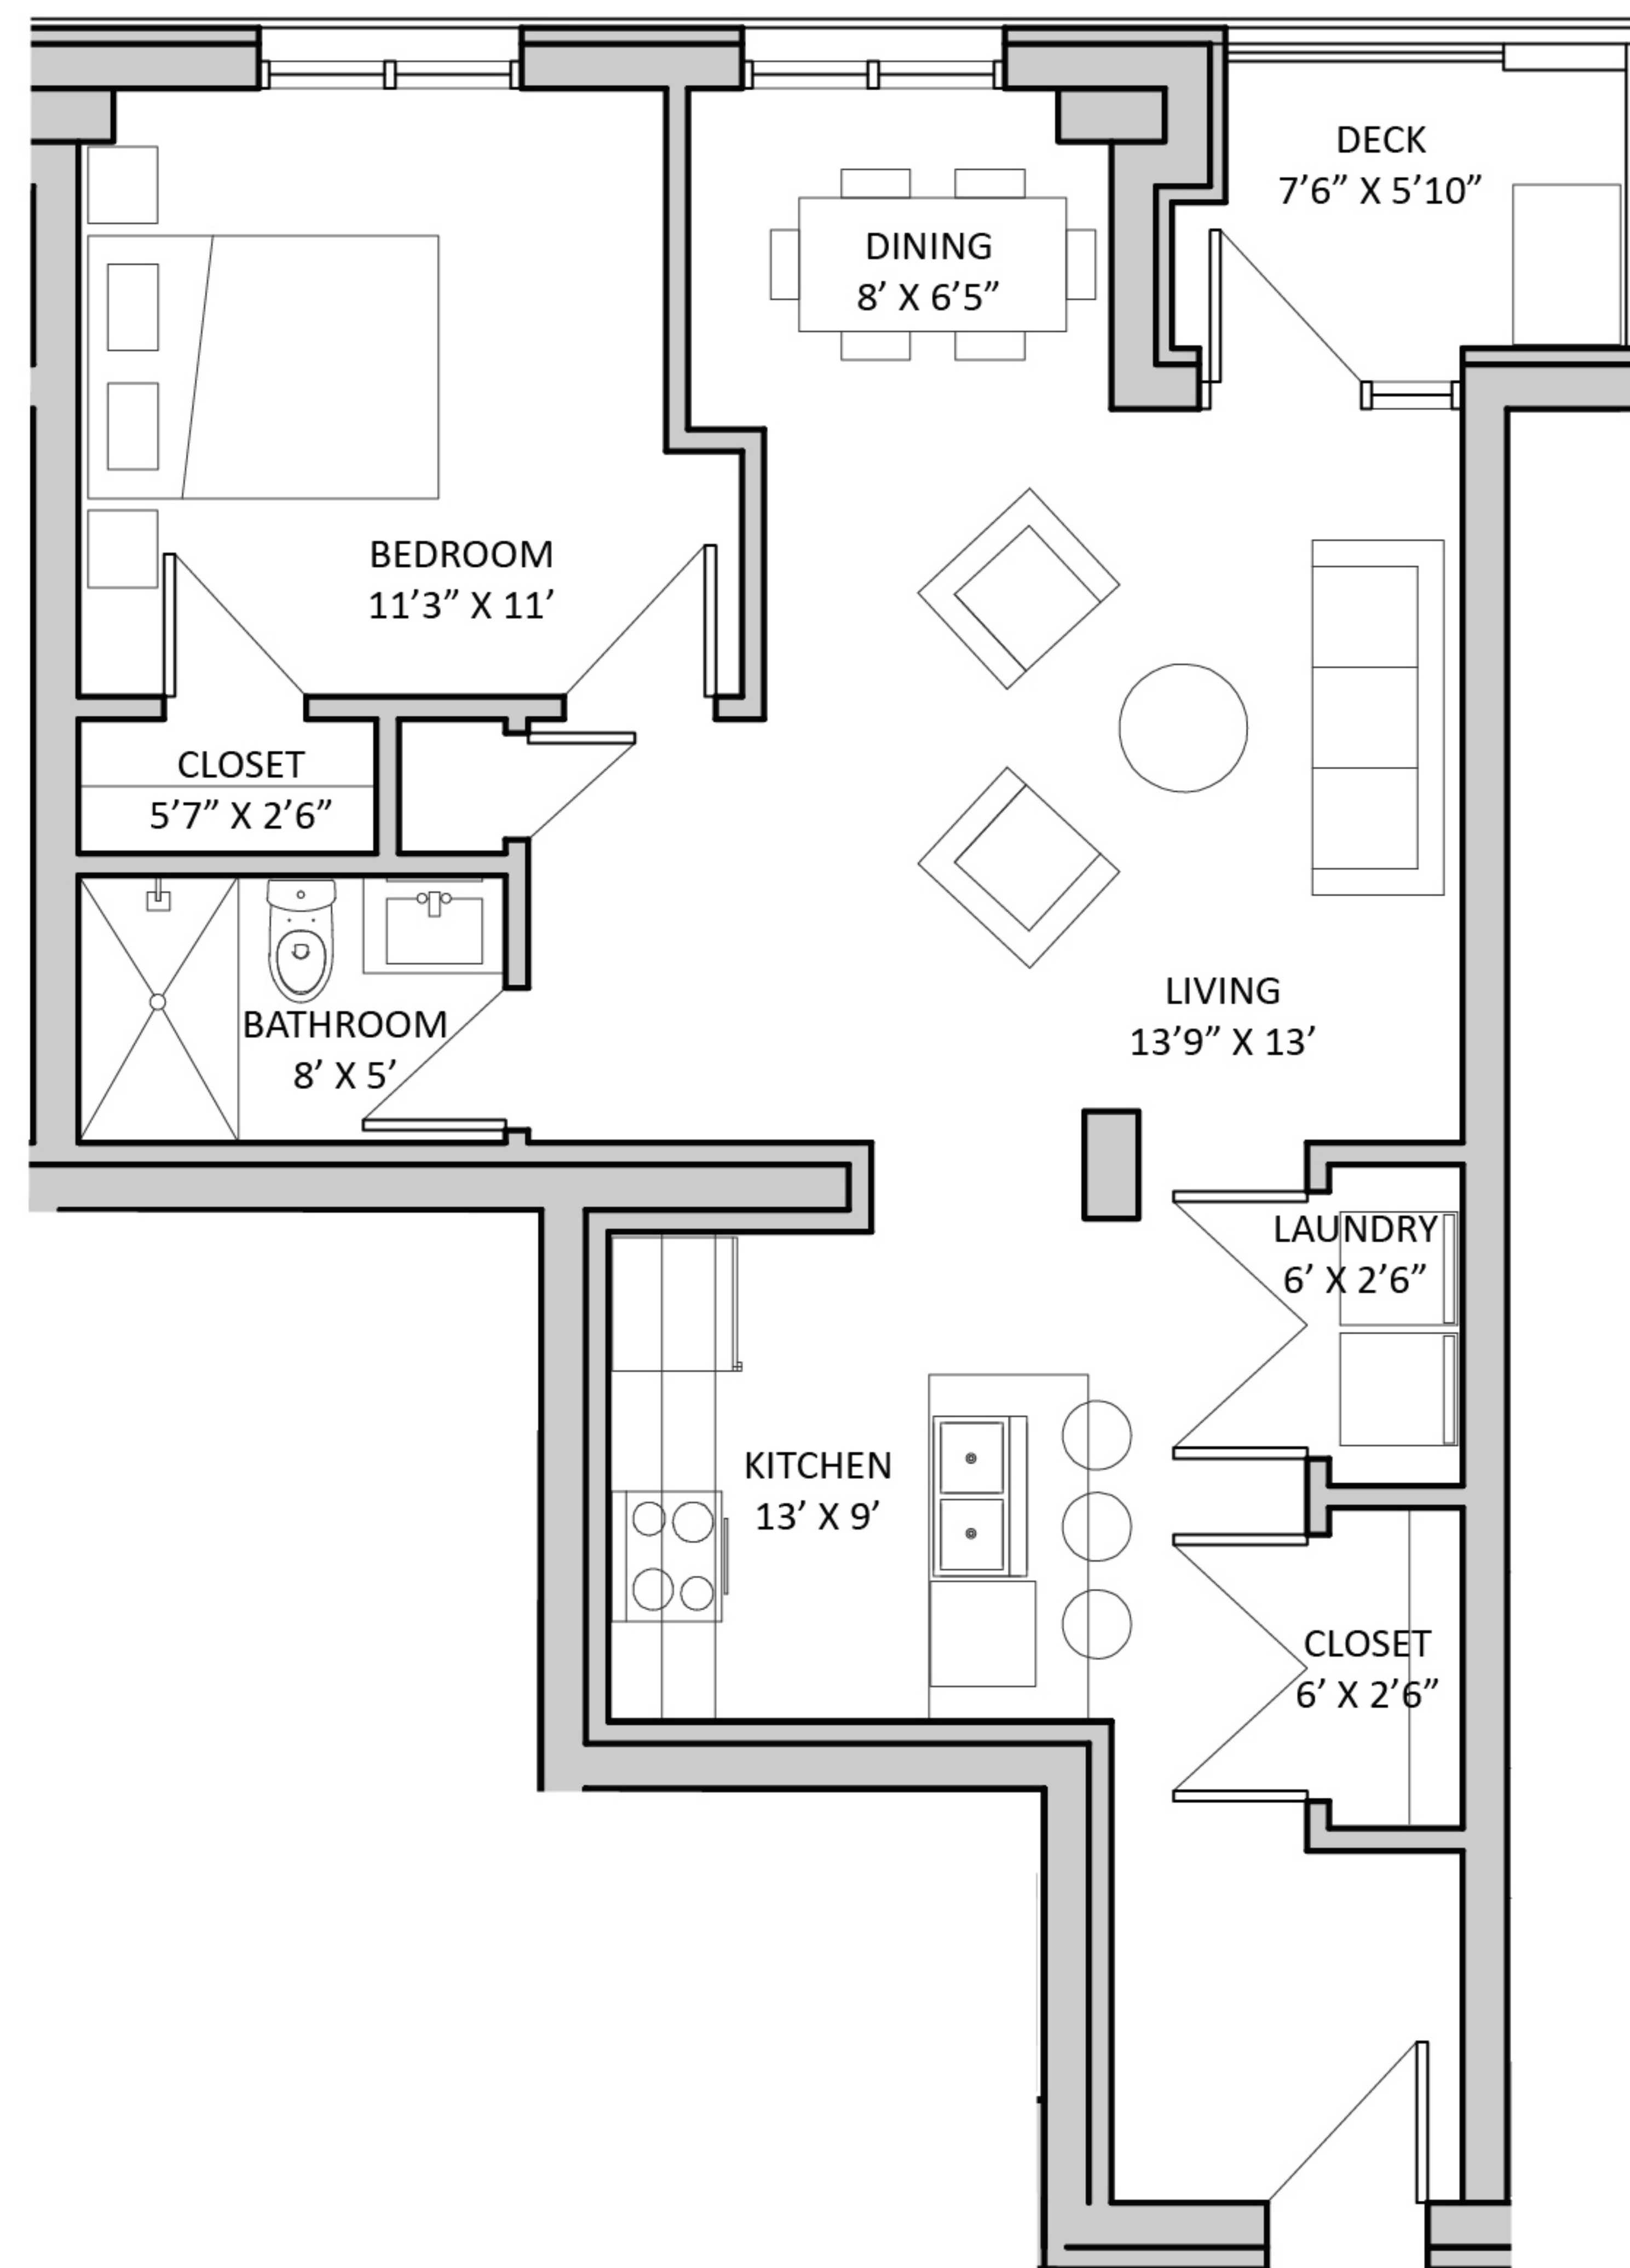 DECK
7’6” X 5’10”
DINING
8’ X 6’5”
BEDROOM
11’3” X 11’
CLOSET
5’7” X 2’6”
LIVING
13’9” X 13’
BATHROOM
8’ X 5’
LAUNDRY
6’ X 2’6”
KITCHEN
13’ X 9’
CLOSET
6’ X 2’6”